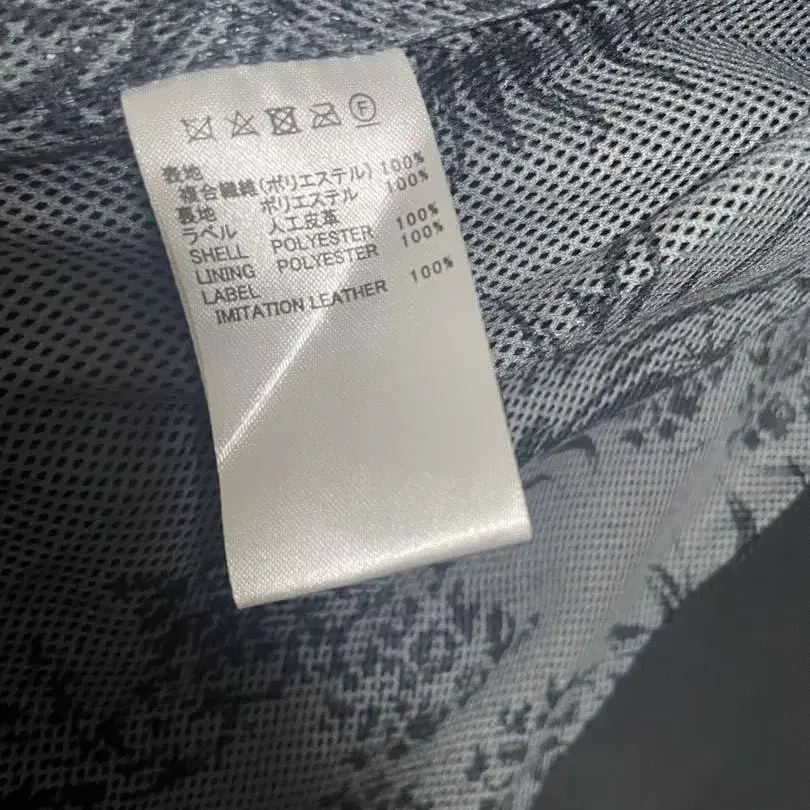 F
表地
複合繊維(ポリエステル) 100%
裏地 ポリエステル 100%
ラベル 人工皮革
SHELL POLYESTER 100%
LINING POLYESTER 100%
LABEL
IMITATION LEATHER 100%